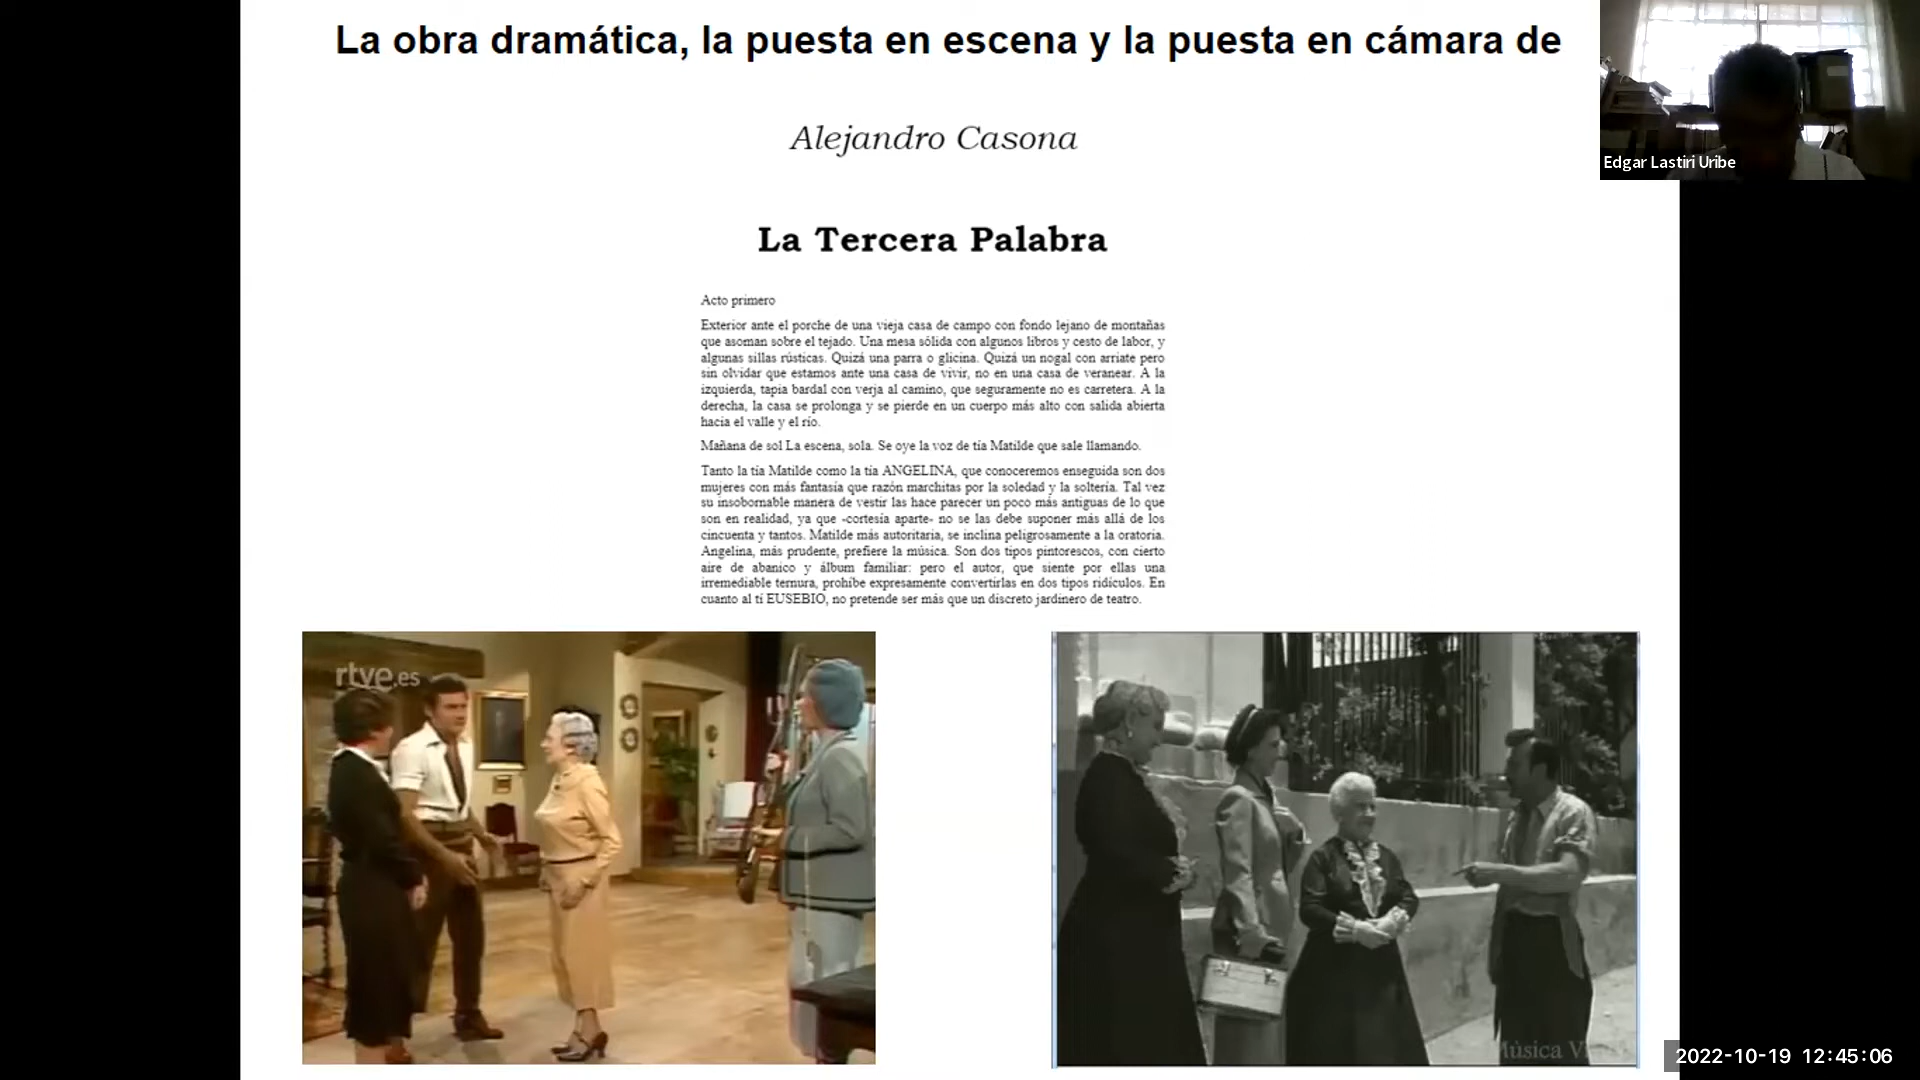 La obra dramática, la puesta en escena y la puesta en cámara de
Alejandro Casona
La Tercera Palabra
Acto primero
Exterior ante el porche de una vieja casa de campo con fondo lejano de montañas
que asoman sobre el tejado. Una mesa sólida con algunos libros y cesto de labor, y
algunas sillas rústicas. Quizá una parra o glicina. Quizá un nogal con arriate pero
sin olvidar que estamos ante una casa de vivir, no en una casa de veranear. A la
izquierda, tapia bardal con verja al camino, que seguramente no es carretera. A la
derecha, la casa se prolonga y se pierde en un cuerpo más alto con salida abierta
hacia el valle y el río.
Mañana de sol La escena, sola. Se oye la voz de tía Matilde que sale llamando.
Tanto la tía Matilde como la tía ANGELINA, que conoceremos enseguida son dos
mujeres con más fantasía que razón marchitas por la soledad y la soltería. Tal vez
su insobornable manera de vestir las hace parecer un poco más antiguas de lo que
son en realidad, ya que -cortesía aparte- no se las debe suponer más allá de los
cincuenta y tantos. Matilde más autoritaria, se inclina peligrosamente a la oratoria.
Angelina, más prudente, prefiere la música. Son dos tipos pintorescos, con cierto
aire de abanico y álbum familiar: pero el autor, que siente por ellas una
irremediable ternura, prohíbe expresamente convertirlas en dos tipos ridículos. En
cuanto al tí EUSEBIO, no pretende ser más que un discreto jardinero de teatro.
rtve.es
Música
Edgar Lastiri Uribe
2022-10-19 12:45:06